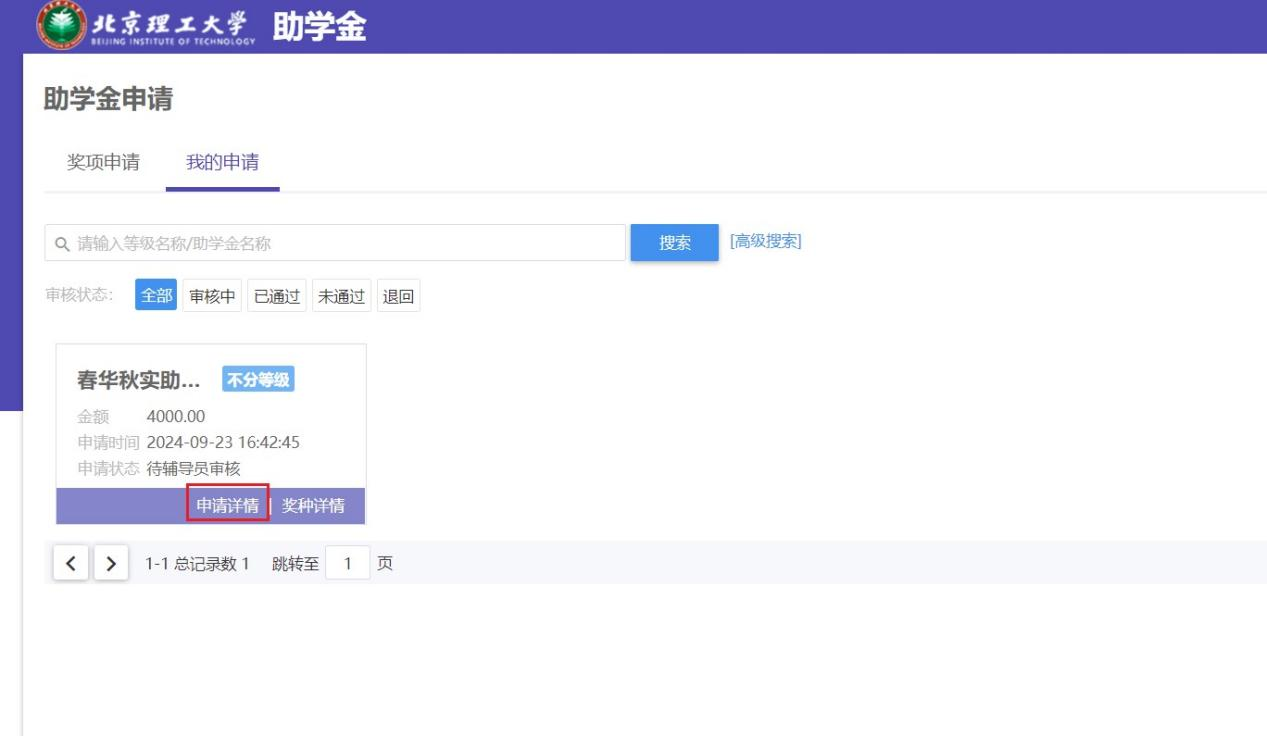 北京理工大学 助学金
BEIJING INSTITUTE OF TECHNOLOGY
助学金申请
奖项申请 我的申请
请输入等级名称/助学金名称 搜索 [高级搜索]
审核状态: 全部 审核中 已通过 未通过 退回
春华秋实助... 不分等级
金额 4000.00
申请时间 2024-09-23 16:42:45
申请状态 待辅导员审核
申请详情 | 奖种详情
1-1 总记录数 1 跳转至 1 页